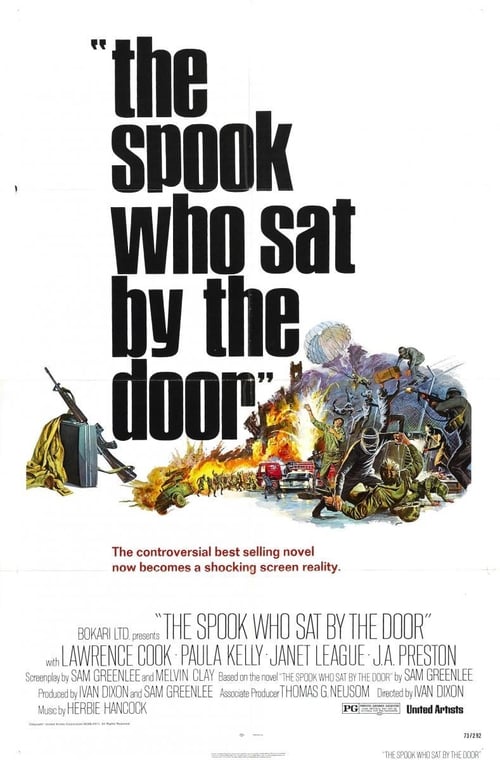 "the
spook
who sat
by the
door"
The controversial best selling novel
now becomes a shocking screen reality.
BOKARI LTD. presents "THE SPOOK WHO SAT BY THE DOOR"
with LAWRENCE COOK · PAULA KELLY · JANET LEAGUE · J.A. PRESTON
Screenplay by SAM GREENLEE and MELVIN CLAY Based on the novel "THE SPOOK WHO SAT BY THE DOOR" by SAM GREENLEE
Produced by IVAN DIXON and SAM GREENLEE Associate Producer THOMAS G. NEUSOM Directed by IVAN DIXON
Music by HERBIE HANCOCK
PG United Artists
73/292
"THE SPOOK WHO SAT BY THE DOOR"